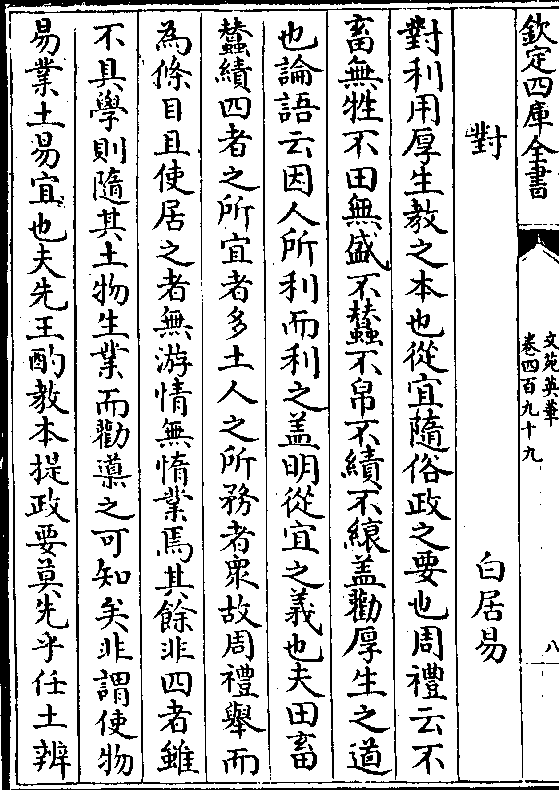 欽定四庫全書
文苑英華
卷四百九十九
八
對
白居易
對利用厚生教之本也從宜隨俗政之要也周禮云不
畜無牲不田無盛不蠶不帛不績不縗盖勸厚生之道
也論語云因人所利而利之盖明從宜之義也夫田畜
蠶績四者之所宜者多土人之所務者衆故周禮舉而
為條目且使居之者無游情無惰業焉其餘非四者雖
不具學則隨其土物生業而勸導之可知矣非謂使物
易業土易宜也夫先王酌教本提政要莫先乎任土辨